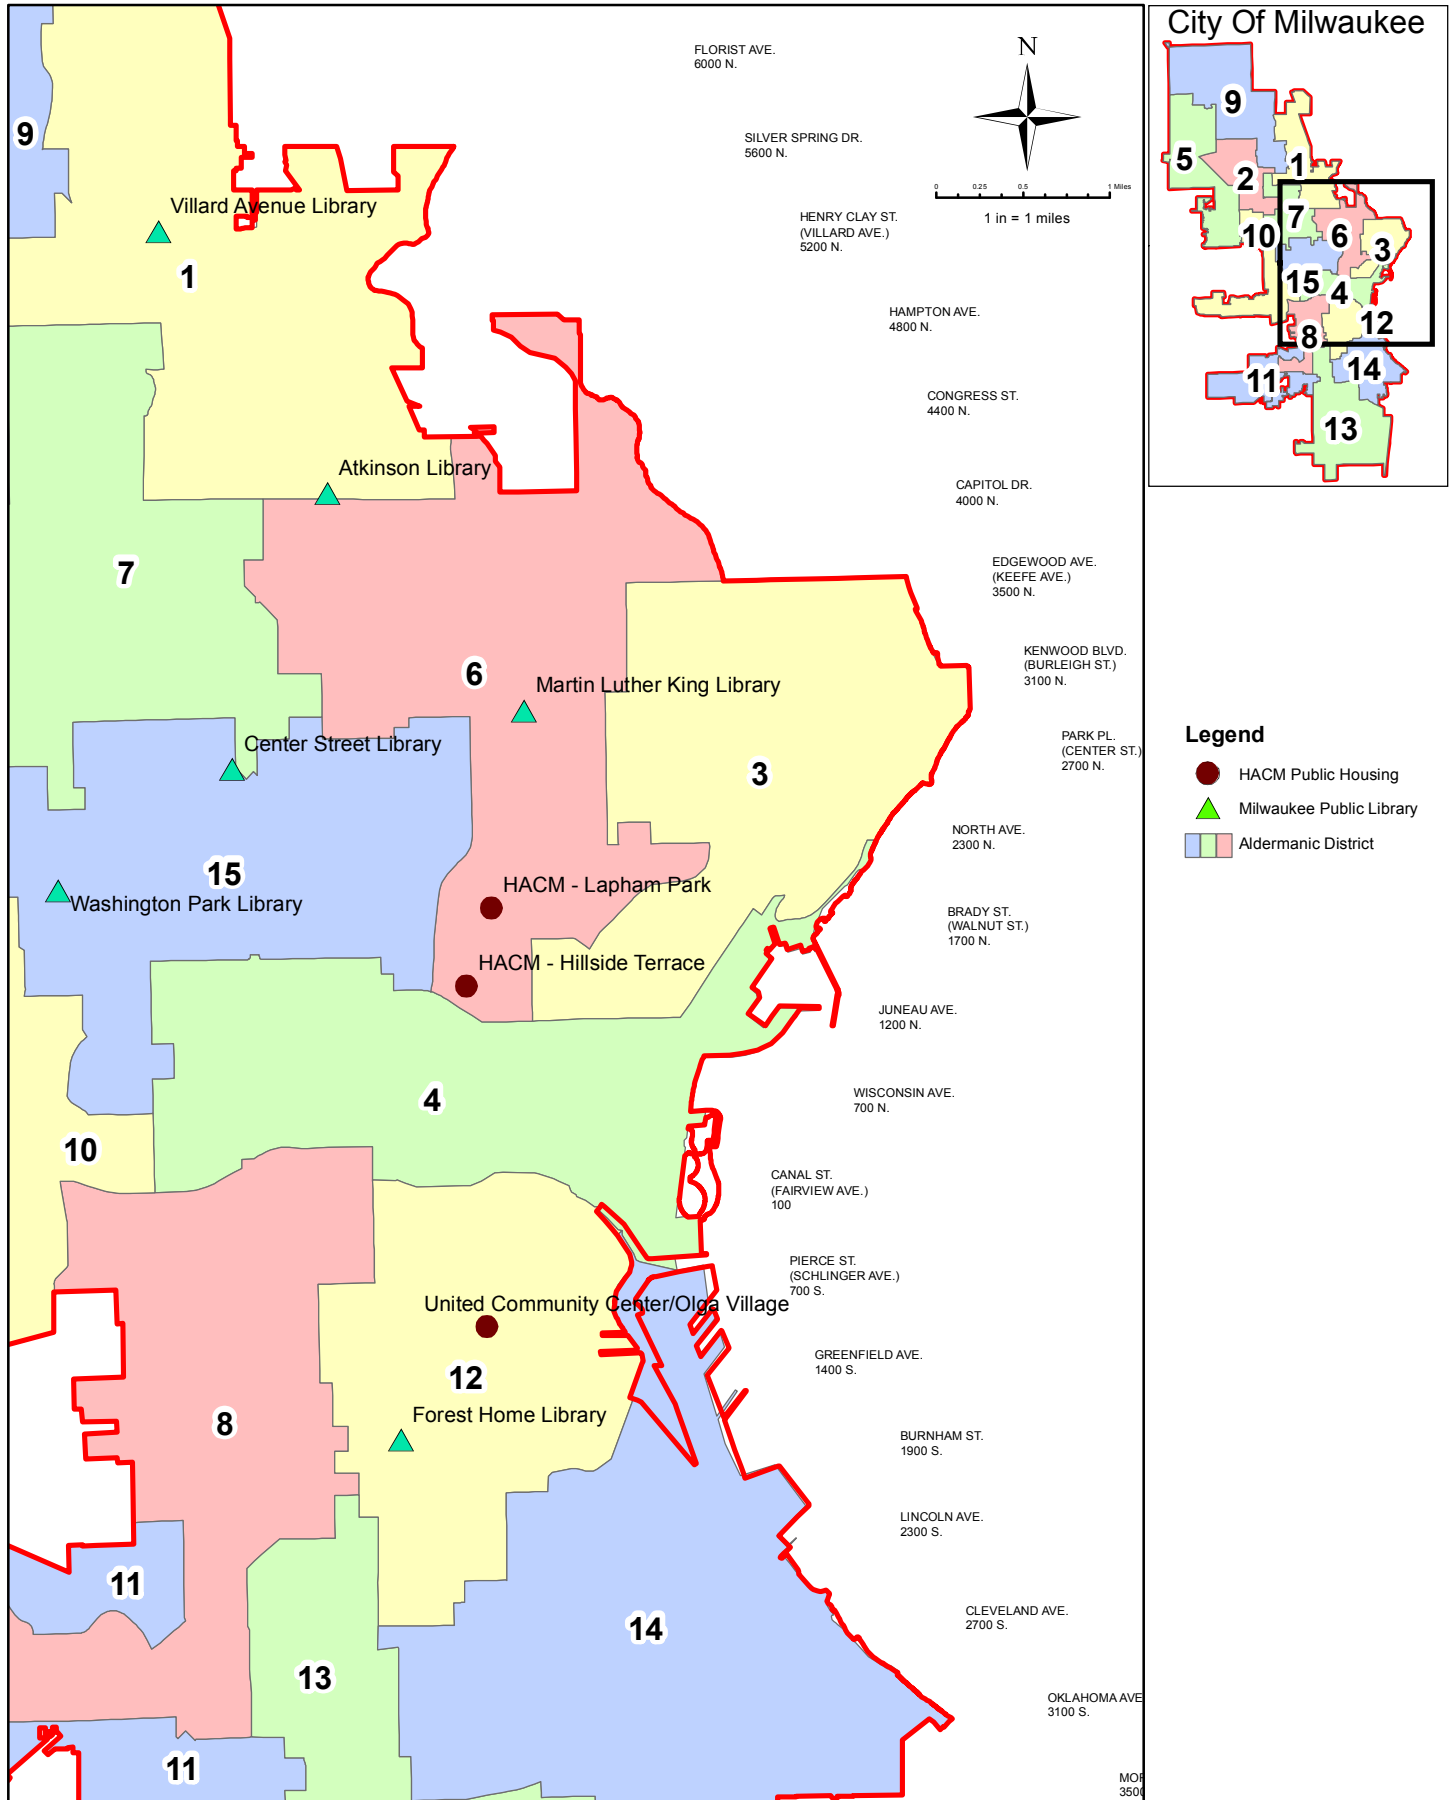 FLORIST AVE.
6000 N.
N
SILVER SPRING DR.
5600 N.
0 0.25 0.5 1 Miles
1 in = 1 miles
9
Villard Avenue Library
HENRY CLAY ST.
(VILLARD AVE.)
5200 N.
1
HAMPTON AVE.
4800 N.
CONGRESS ST.
4400 N.
Atkinson Library
CAPITOL DR.
4000 N.
7
EDGEWOOD AVE.
(KEEFE AVE.)
3500 N.
6
KENWOOD BLVD.
(BURLEIGH ST.)
3100 N.
Martin Luther King Library
Center Street Library
PARK PL.
(CENTER ST.)
2700 N.
3
NORTH AVE.
2300 N.
15
HACM - Lapham Park
Washington Park Library
BRADY ST.
(WALNUT ST.)
1700 N.
HACM - Hillside Terrace
JUNEAU AVE.
1200 N.
4
WISCONSIN AVE.
700 N.
10
CANAL ST.
(FAIRVIEW AVE.)
100
PIERCE ST.
(SCHLINGER AVE.)
700 S.
United Community Center/Olga Village
GREENFIELD AVE.
1400 S.
12
8
Forest Home Library
BURNHAM ST.
1900 S.
LINCOLN AVE.
2300 S.
11
CLEVELAND AVE.
2700 S.
14
13
OKLAHOMA AVE
3100 S.
11
City Of Milwaukee
9
5
1
2
7
10
6
3
15
4
12
8
14
11
13
Legend
HACM Public Housing
Milwaukee Public Library
Aldermanic District